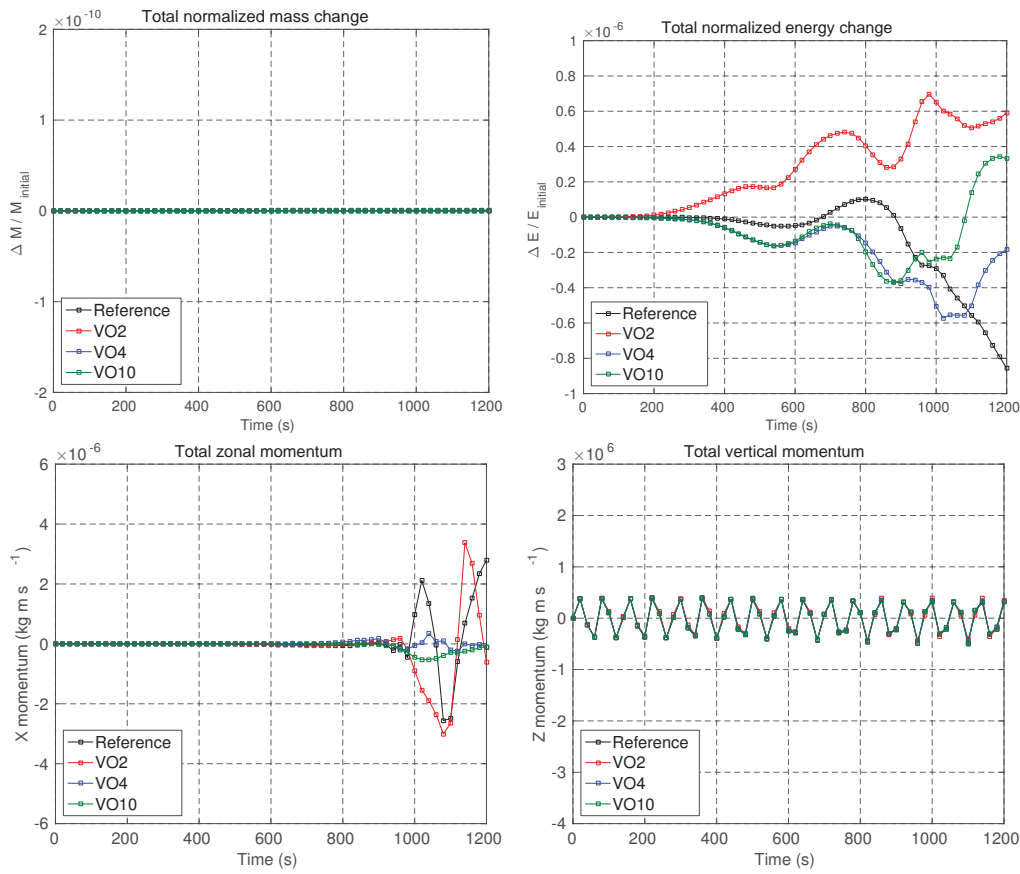 Total normalized mass change
×10⁻¹⁰
2
1
0
-1
-2
Δ M / M_initial
Reference
VO2
VO4
VO10
0 200 400 600 800 1000 1200
Time (s)
Total normalized energy change
×10⁻⁶
1
0.8
0.6
0.4
0.2
0
-0.2
-0.4
-0.6
-0.8
-1
Δ E / E_initial
Reference
VO2
VO4
VO10
0 200 400 600 800 1000 1200
Time (s)
Total zonal momentum
×10⁻⁶
6
4
2
0
-2
-4
-6
X momentum (kg m s⁻¹)
Reference
VO2
VO4
VO10
0 200 400 600 800 1000 1200
Time (s)
Total vertical momentum
×10⁶
3
2
1
0
-1
-2
-3
-4
Z momentum (kg m s⁻¹)
Reference
VO2
VO4
VO10
0 200 400 600 800 1000 1200
Time (s)